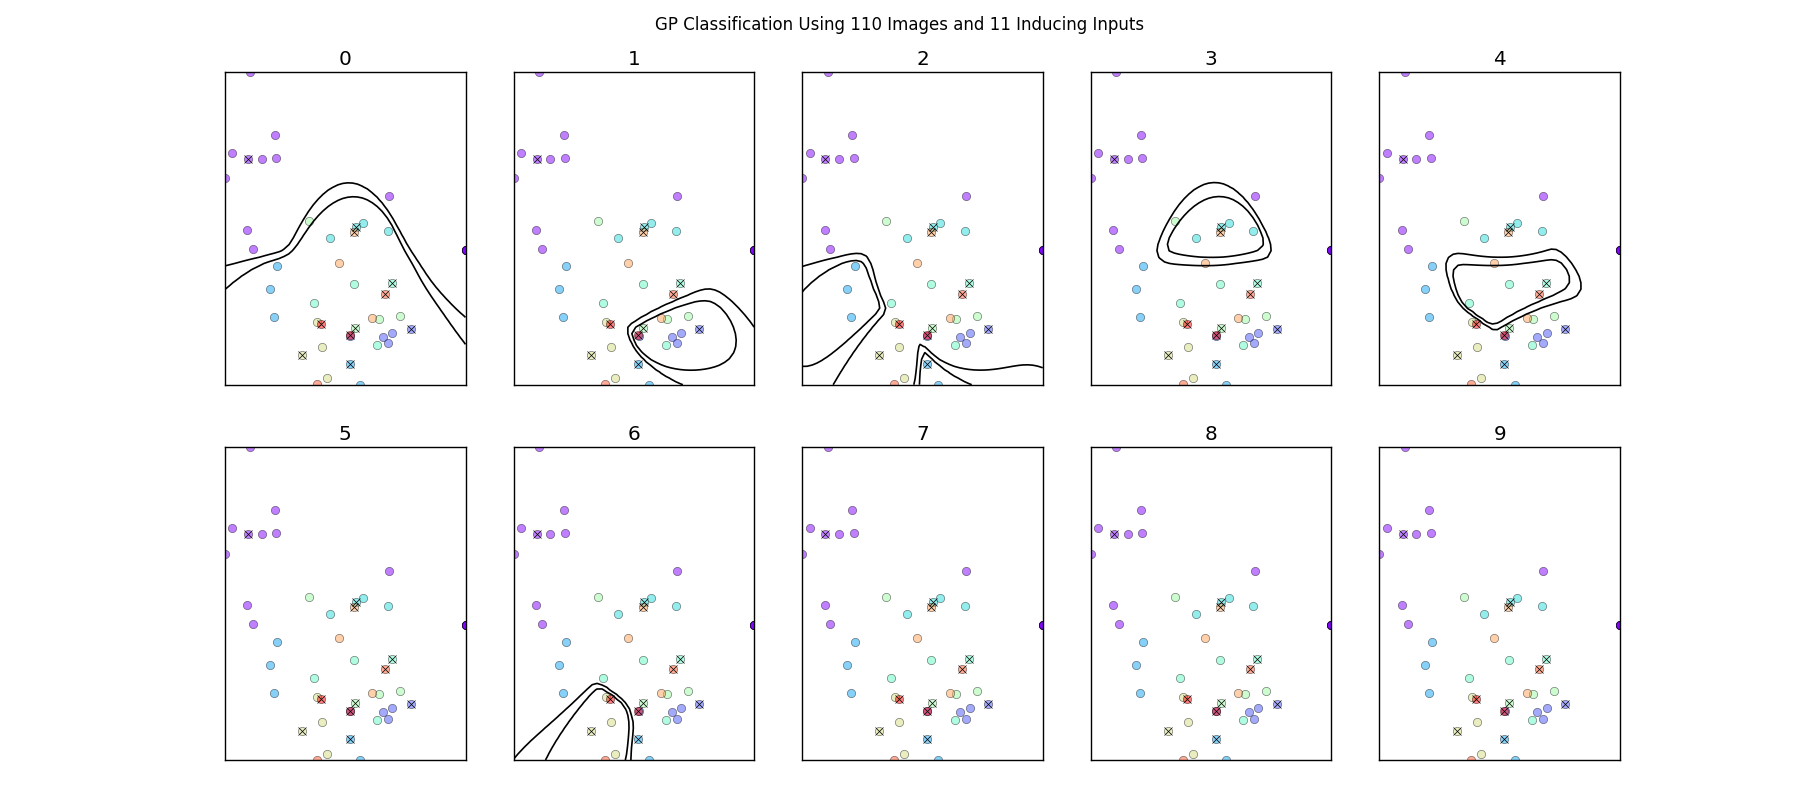 GP Classification Using 110 Images and 11 Inducing Inputs
0 1 2 3 4
5 6 7 8 9